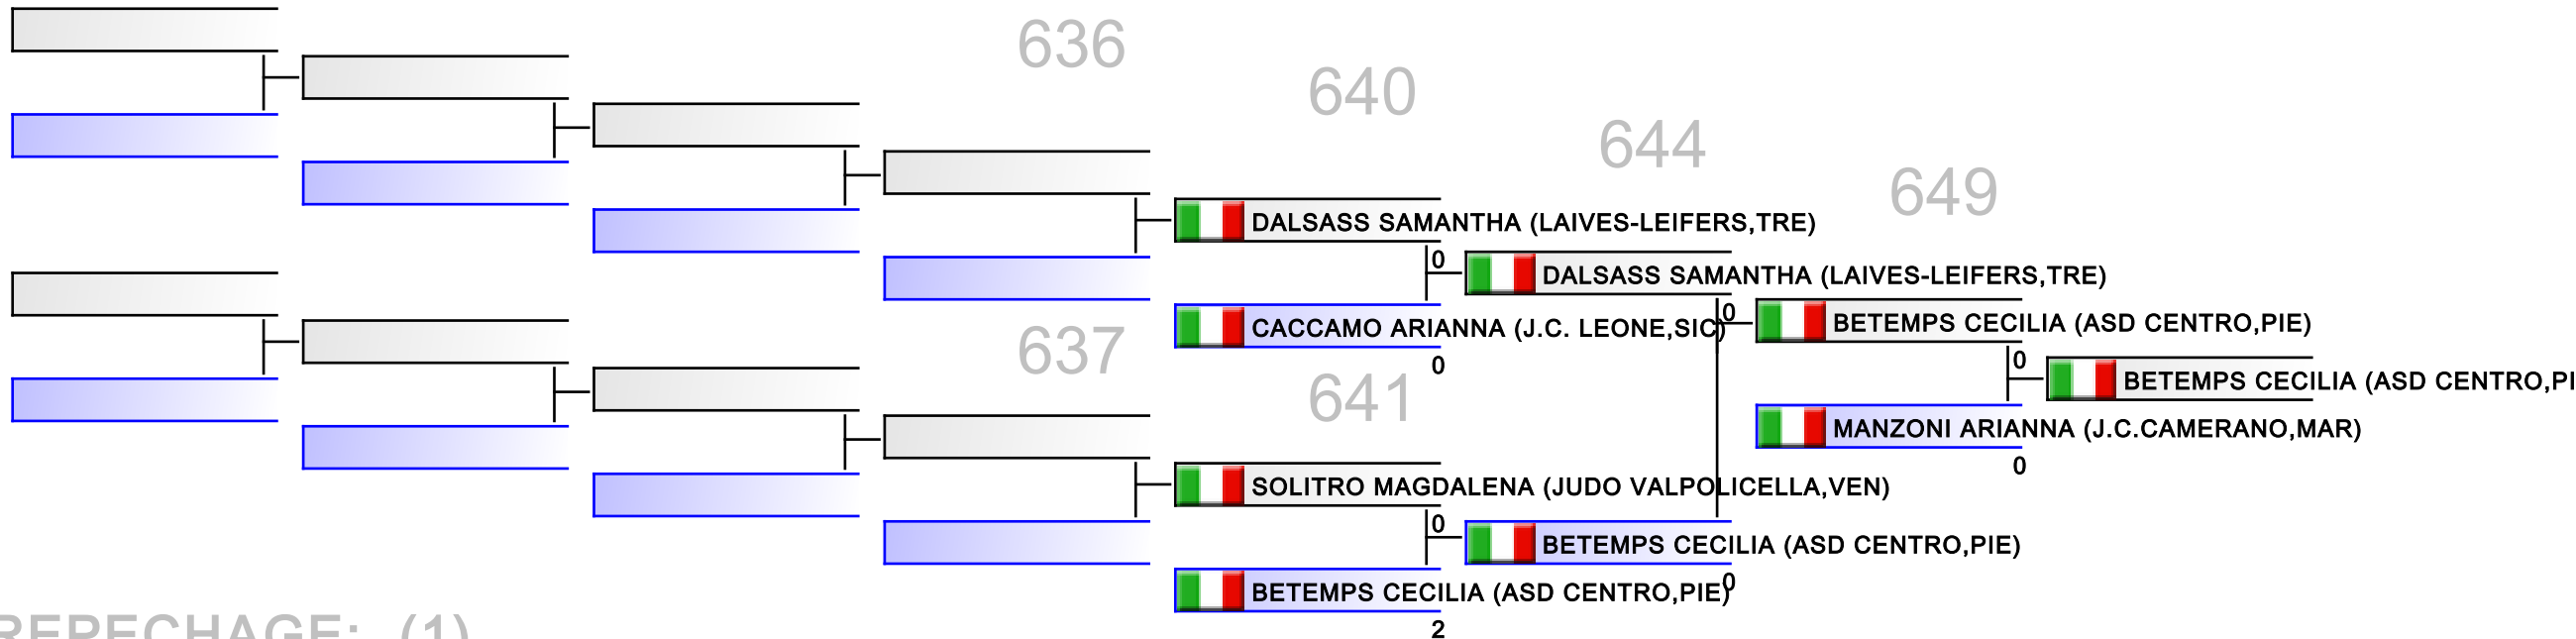 636
640
644
649
DALSASS SAMANTHA (LAIVES-LEIFERS,TRE)
0
DALSASS SAMANTHA (LAIVES-LEIFERS,TRE)
0
CACCAMO ARIANNA (J.C. LEONE,SIC)
BETEMPS CECILIA (ASD CENTRO,PIE)
637
0
0
BETEMPS CECILIA (ASD CENTRO,PI
641
MANZONI ARIANNA (J.C.CAMERANO,MAR)
0
SOLITRO MAGDALENA (JUDO VALPOLICELLA,VEN)
0
BETEMPS CECILIA (ASD CENTRO,PIE)
0
BETEMPS CECILIA (ASD CENTRO,PIE)
2
REPECHAGE: (1)